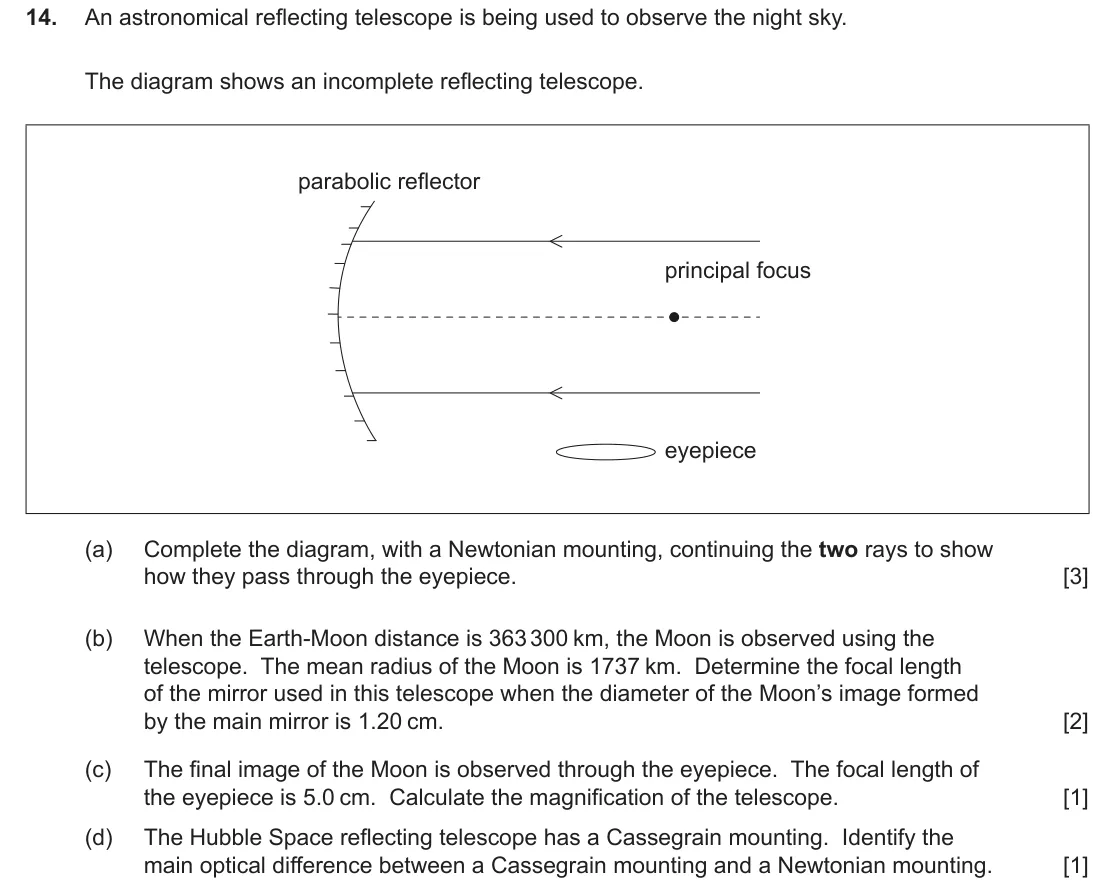 14. An astronomical reflecting telescope is being used to observe the night sky.
The diagram shows an incomplete reflecting telescope.
parabolic reflector
principal focus
eyepiece
(a) Complete the diagram, with a Newtonian mounting, continuing the two rays to show
how they pass through the eyepiece. [3]
(b) When the Earth-Moon distance is 363 300 km, the Moon is observed using the
telescope. The mean radius of the Moon is 1737 km. Determine the focal length
of the mirror used in this telescope when the diameter of the Moon’s image formed
by the main mirror is 1.20 cm. [2]
(c) The final image of the Moon is observed through the eyepiece. The focal length of
the eyepiece is 5.0 cm. Calculate the magnification of the telescope. [1]
(d) The Hubble Space reflecting telescope has a Cassegrain mounting. Identify the
main optical difference between a Cassegrain mounting and a Newtonian mounting. [1]